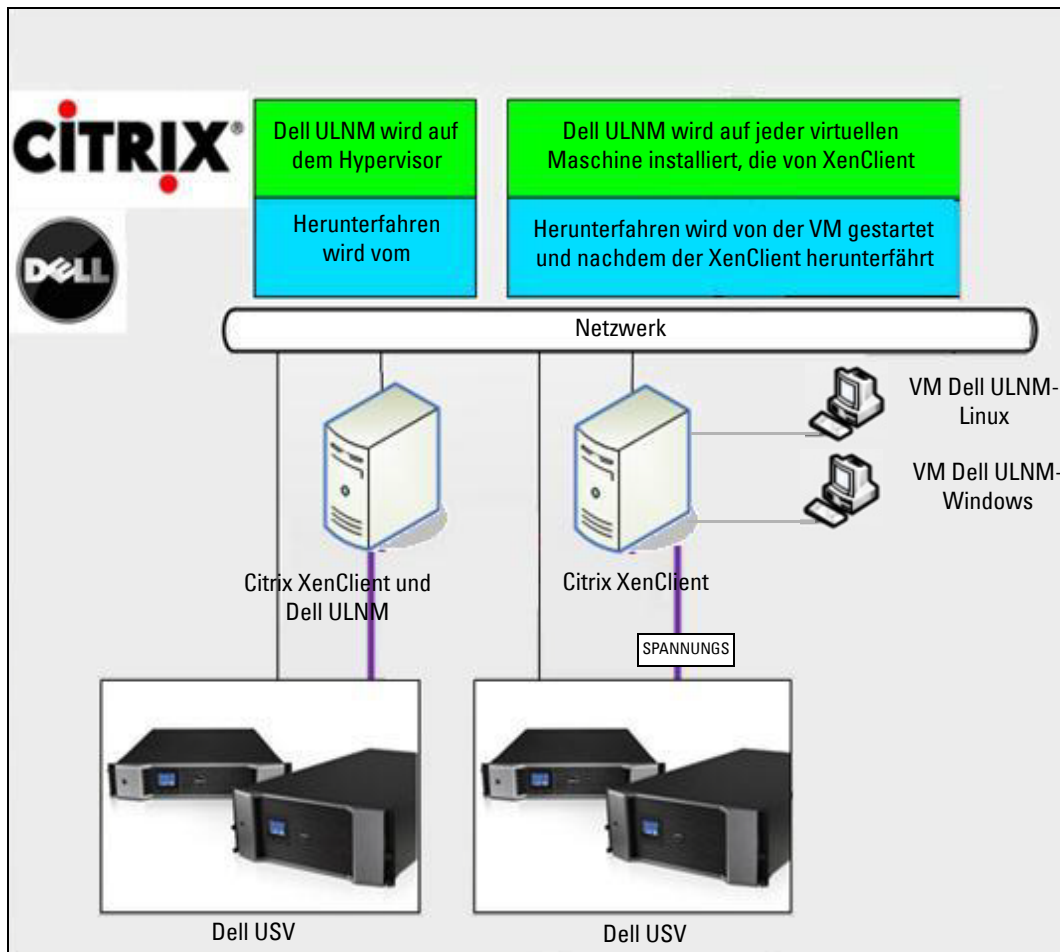 CİTRIX®
DELL
Dell ULNM wird auf
dem Hypervisor
Herunterfahren
wird vom
Dell ULNM wird auf jeder virtuellen
Maschine installiert, die von XenClient
Herunterfahren wird von der VM gestartet
und nachdem der XenClient herunterfährt
Netzwerk
VM Dell ULNM-
Linux
VM Dell ULNM-
Windows
Citrix XenClient und
Dell ULNM
Citrix XenClient
SPANNUNGS
Dell USV
Dell USV